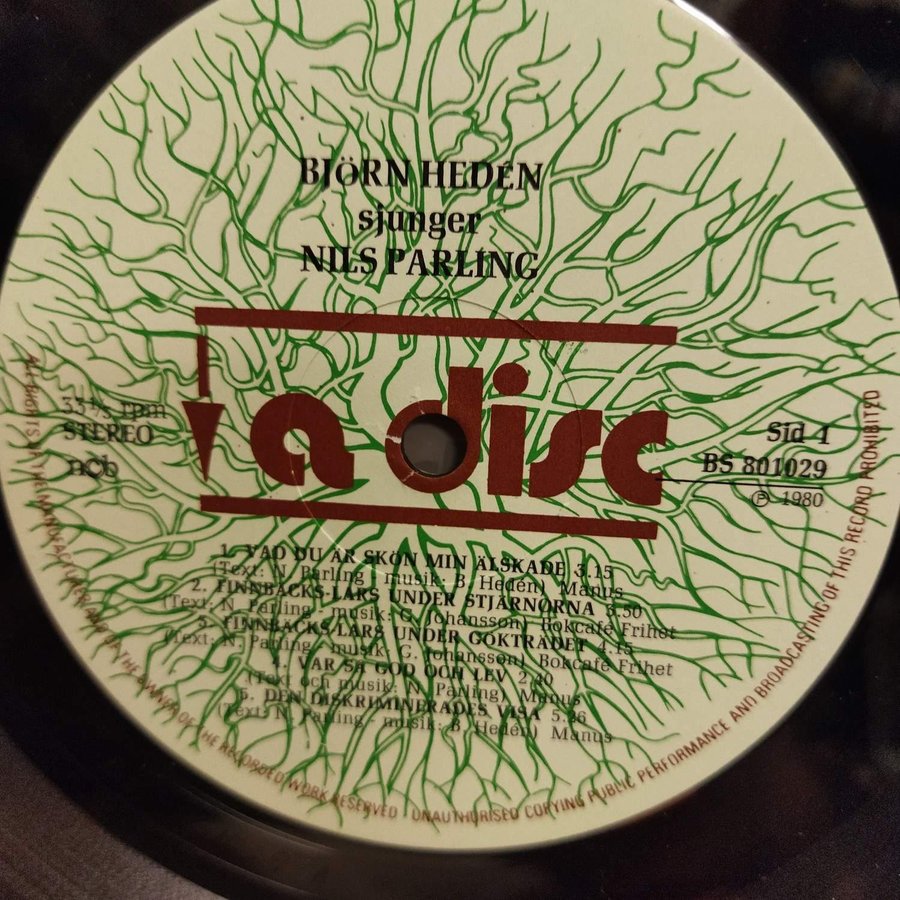 BJÖRN HEDÉN
sjunger
NILS PARLING
a disc
33⅓ rpm
STEREO
ncb
Sid 1
BS 801029
℗ 1980
1. VAD DU ÄR SKÖN MIN ÄLSKADE 3.15
(Text: N. Parling - musik: B. Hedén) Manus
2. FINNBACKS-LARS UNDER STJÄRNORNA 3.50
(Text: N. Parling - musik: G. Johansson) Bokcafé Frihet
3. FINNBACKS-LARS UNDER GÖKTRÄDET 4.15
(Text: N. Parling - musik: G. Johansson) Bokcafé Frihet
4. VAR SÅ GOD OCH LEV 2.40
(Text och musik: N. Parling) Manus
5. DEN DISKRIMINERADES VISA 5.26
(Text: N. Parling - musik: B. Hedén) Manus
ALL RIGHTS OF THE MANUFACTURER AND OF THE OWNER OF THE RECORDED WORK RESERVED · UNAUTHORISED COPYING PUBLIC PERFORMANCE AND BROADCASTING OF THIS RECORD PROHIBITED